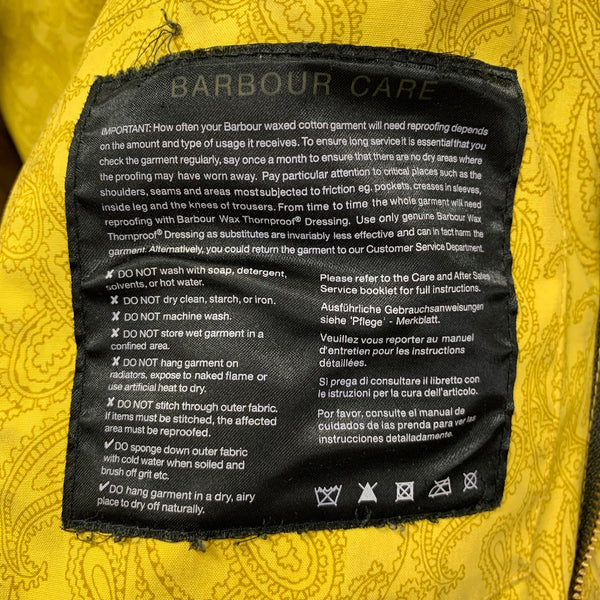 BARBOUR CARE
IMPORTANT: How often your Barbour waxed cotton garment will need reproofing depends
on the amount and type of usage it receives. To ensure long service it is essential that you
check the garment regularly, say once a month to ensure that there are no dry areas where
the proofing may have worn away. Pay particular attention to critical places such as the
shoulders, seams and areas most subjected to friction eg. pockets, creases in sleeves,
inside leg and the knees of trousers. From time to time the whole garment will need
reproofing with Barbour Wax Thornproof® Dressing. Use only genuine Barbour Wax
Thornproof® Dressing as substitutes are invariably less effective and can in fact harm the
garment. Alternatively, you could return the garment to our Customer Service Department.
✘ DO NOT wash with soap, detergent,
solvents, or hot water.
✘ DO NOT dry clean, starch, or iron.
✘ DO NOT machine wash.
✘ DO NOT store wet garment in a
confined area.
✘ DO NOT hang garment on
radiators, expose to naked flame or
use artificial heat to dry.
✘ DO NOT stitch through outer fabric.
If items must be stitched, the affected
area must be reproofed.
✔ DO sponge down outer fabric
with cold water when soiled and
brush off grit etc.
✔ DO hang garment in a dry, airy
place to dry off naturally.
Please refer to the Care and After Sales
Service booklet for full instructions.
Ausführliche Gebrauchsanweisungen
siehe 'Pflege' - Merkblatt.
Veuillez vous reporter au manuel
d'entretien pour les instructions
détaillées.
Si prega di consultare il libretto con
le istruzioni per la cura dell'articolo.
Por favor, consulte el manual de
cuidados de las prenda para ver las
instrucciones detalladamente.